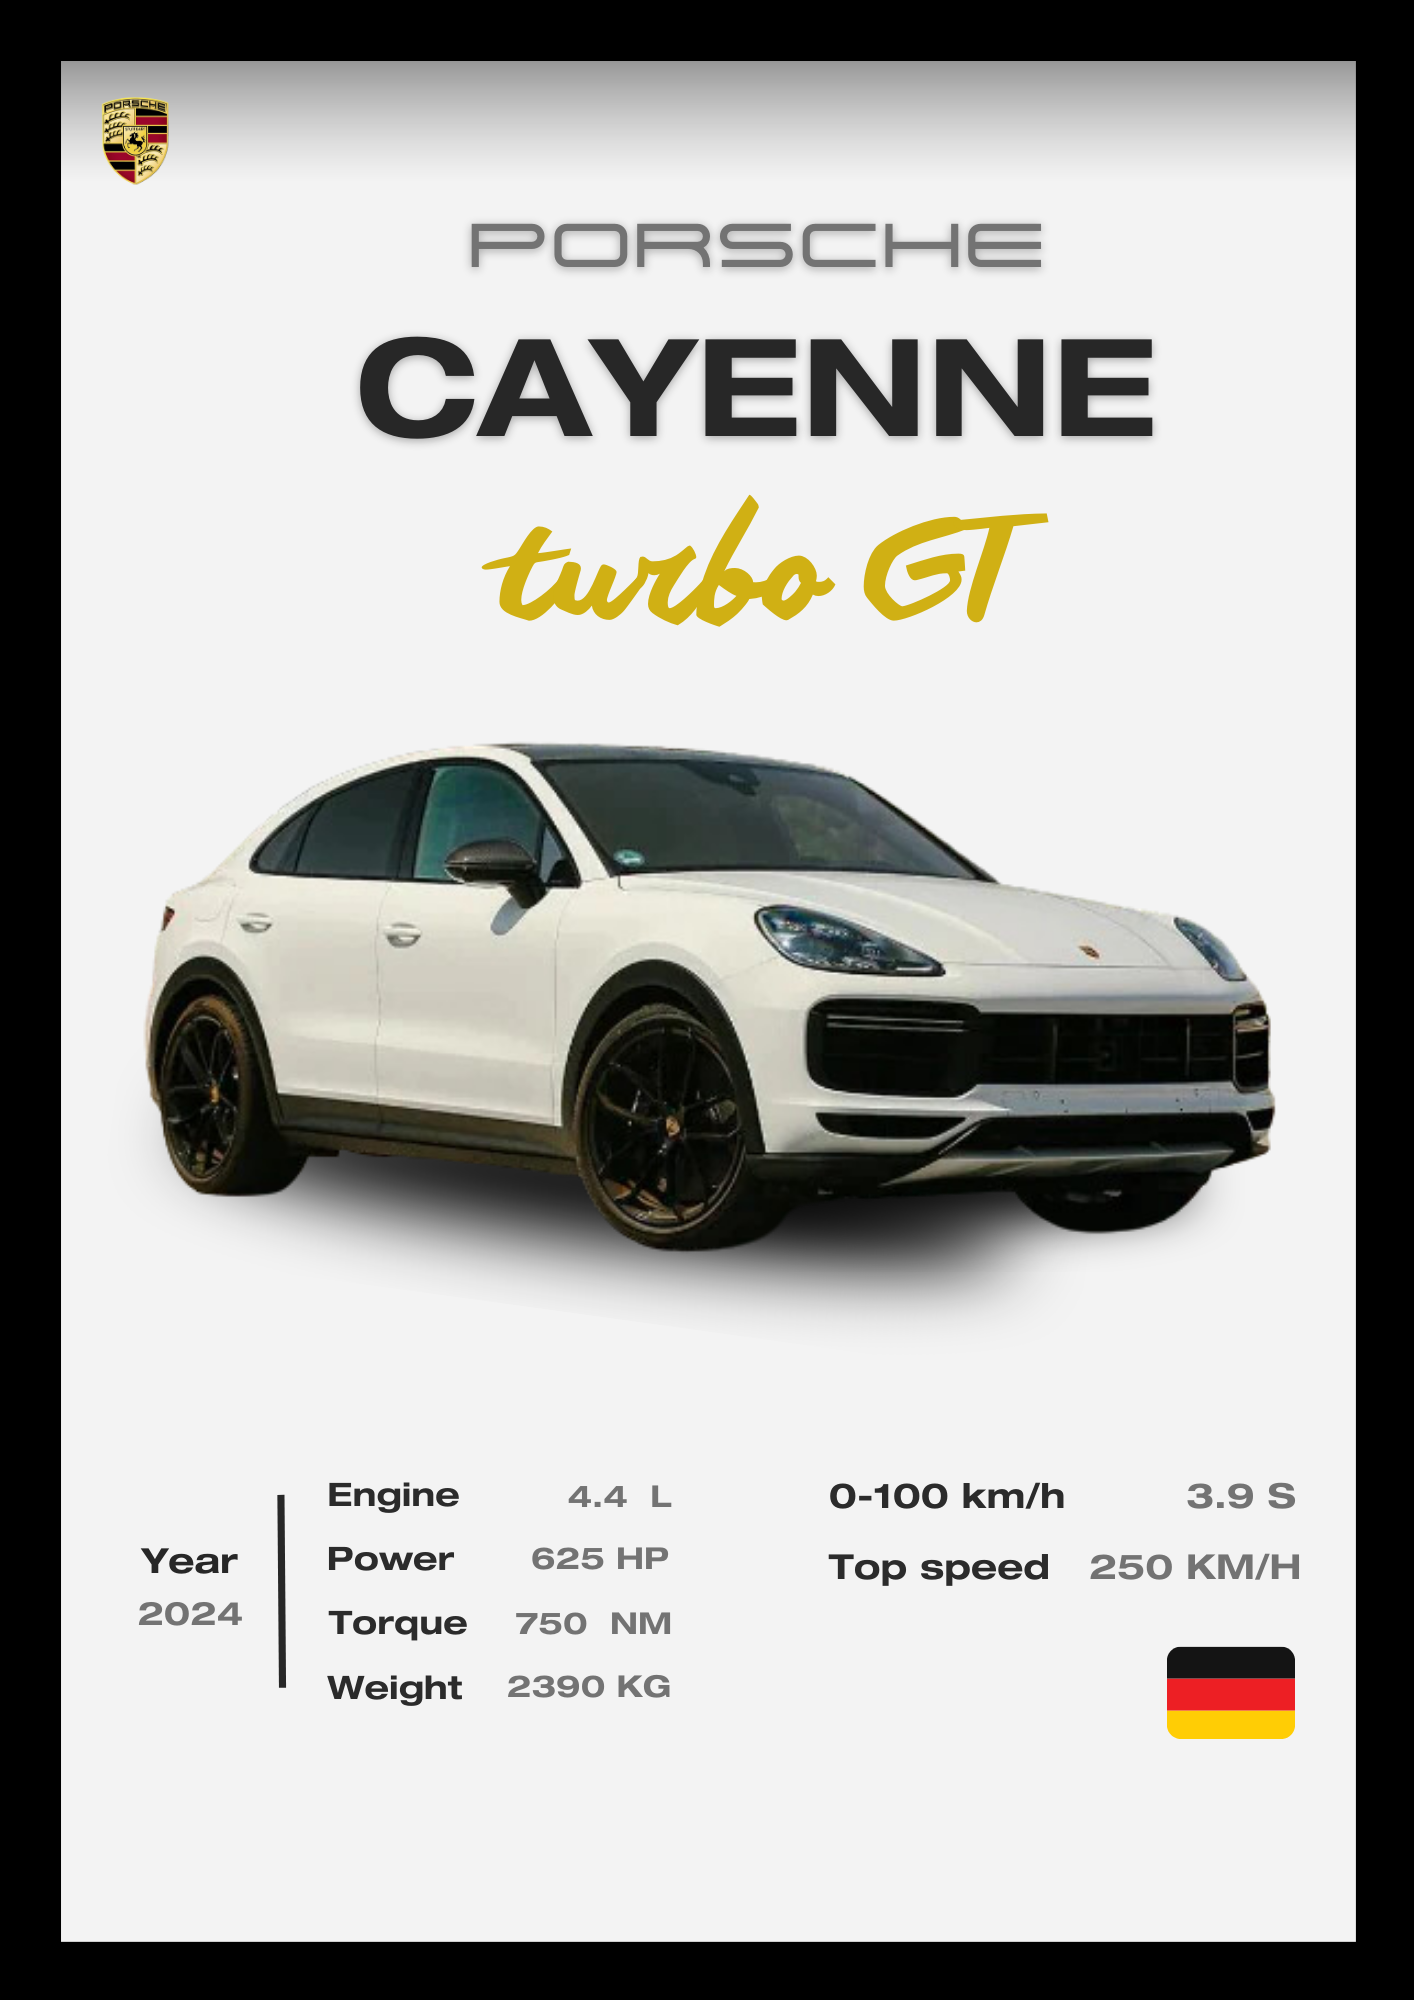 PORSCHE
PORSCHE
CAYENNE
turbo GT
Year
2024
Engine 4.4 L
Power 625 HP
Torque 750 NM
Weight 2390 KG
0-100 km/h 3.9 S
Top speed 250 KM/H